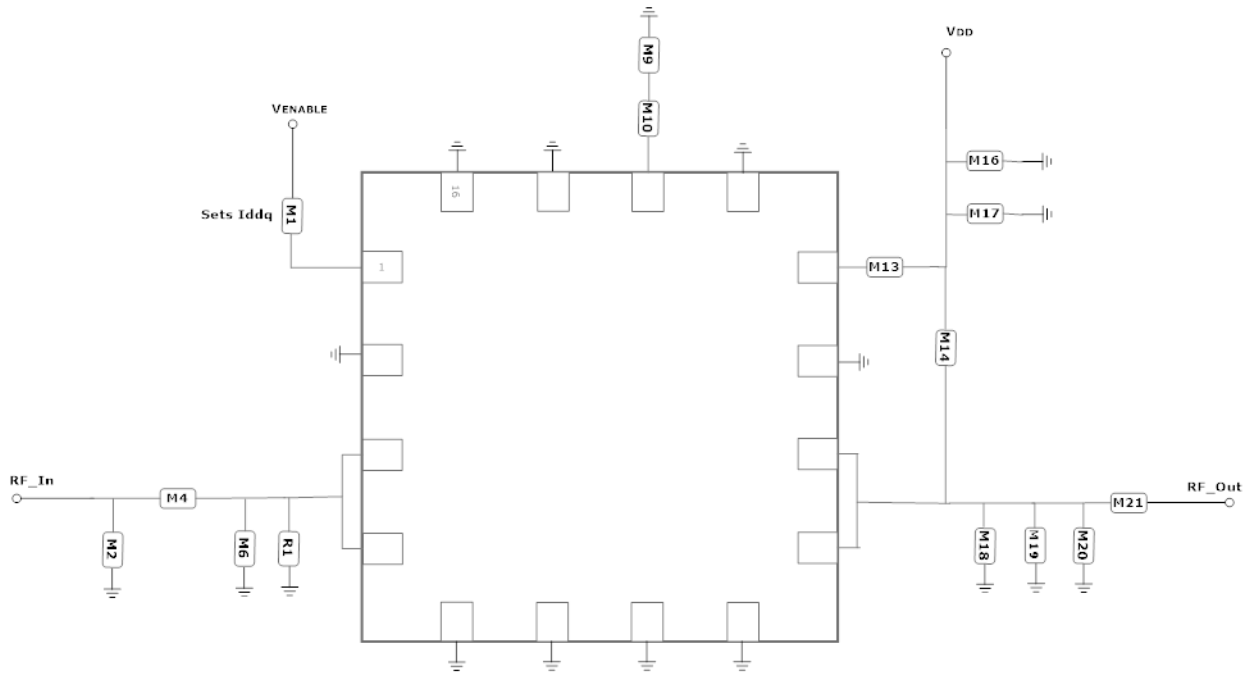 M9
VDD
VENABLE
M10
M16
16
Sets Iddq
M1
M17
1
M13
M14
RF_In
M4
RF_Out
M21
M2
M6
R1
M18
M19
M20